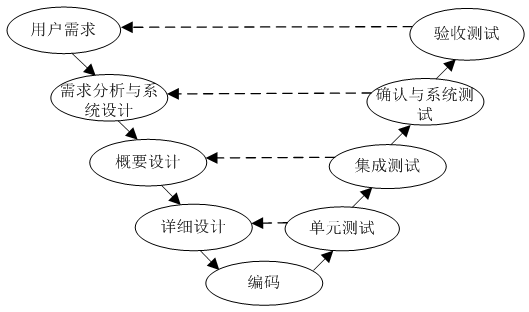 用户需求
验收测试
需求分析与系
统设计
确认与系统测
试
概要设计
集成测试
详细设计
单元测试
编码